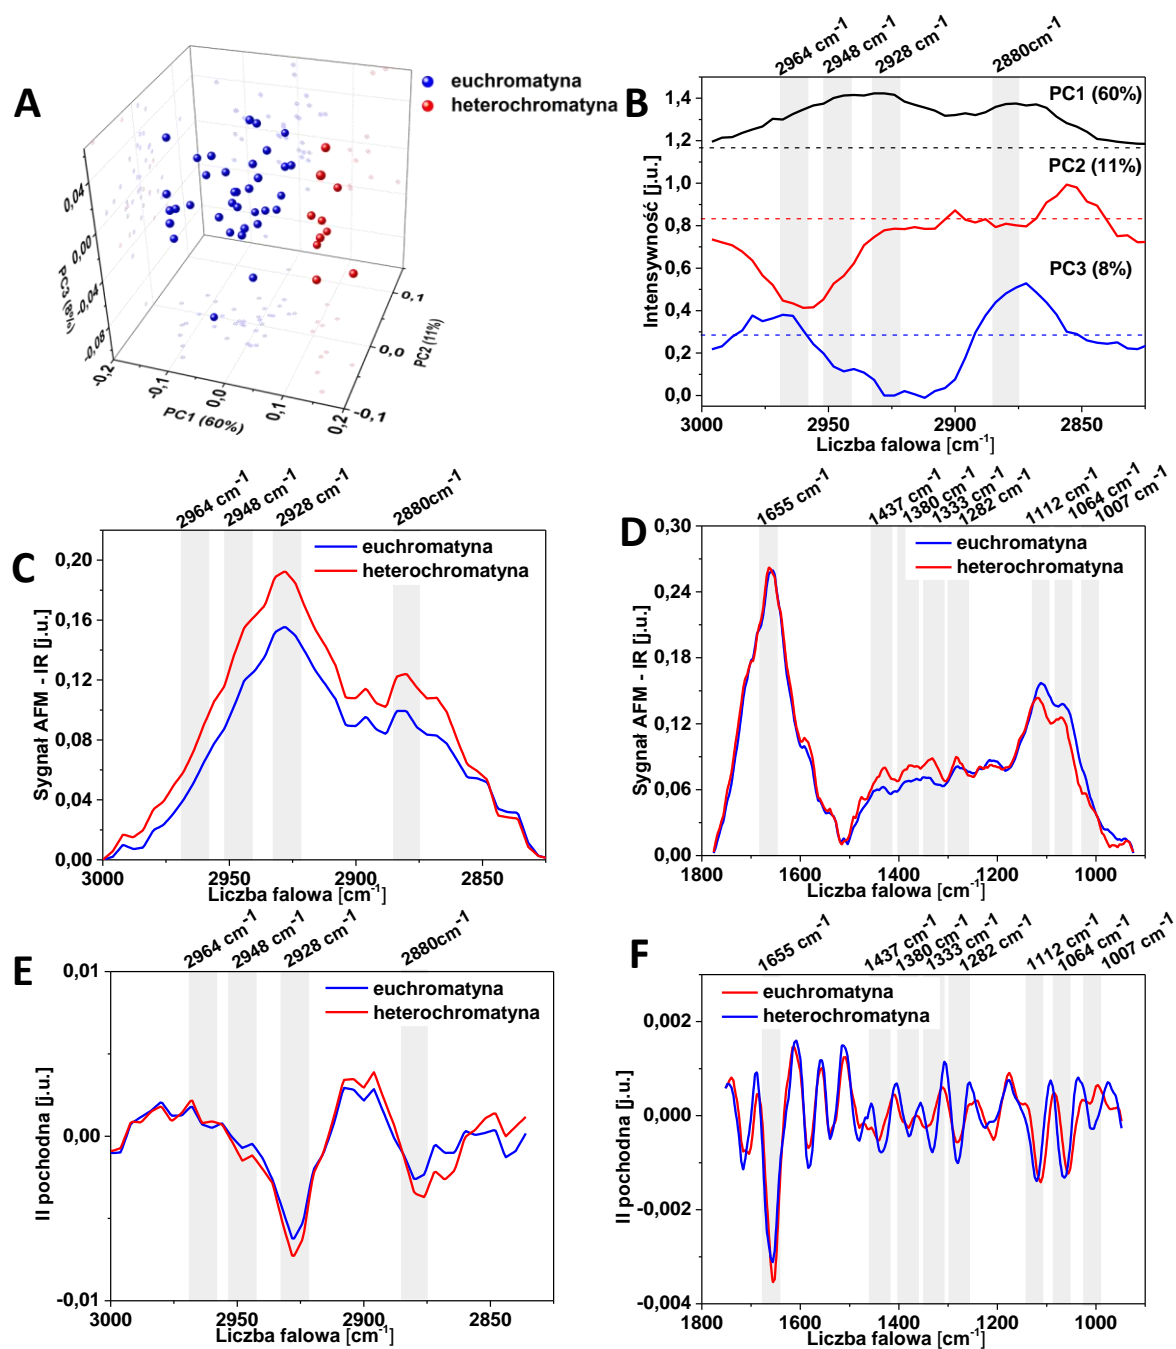 A
euchromatyna
heterochromatyna
0,04
0,00
-0,04
-0,08
PC3 (8%)
-0,2
-0,1
0,0
0,1
0,2
PC1 (60%)
0,1
0,0
-0,1
PC2 (11%)
B
2964 cm-1
2948 cm-1
2928 cm-1
2880cm-1
PC1 (60%)
PC2 (11%)
PC3 (8%)
1,4
1,2
1,0
0,8
0,6
0,4
0,2
0,0
Intensywność [j.u.]
3000
2950
2900
2850
Liczba falowa [cm-1]
C
2964 cm-1
2948 cm-1
2928 cm-1
2880cm-1
euchromatyna
heterochromatyna
0,20
0,16
0,12
0,08
0,04
0,00
Sygnał AFM - IR [j.u.]
3000
2950
2900
2850
Liczba falowa [cm-1]
D
1655 cm-1
1437 cm-1
1380 cm-1
1333 cm-1
1282 cm-1
1112 cm-1
1064 cm-1
1007 cm-1
euchromatyna
heterochromatyna
0,30
0,24
0,18
0,12
0,06
0,00
Sygnał AFM - IR [j.u.]
1800
1600
1400
1200
1000
Liczba falowa [cm-1]
E
2964 cm-1
2948 cm-1
2928 cm-1
2880cm-1
euchromatyna
heterochromatyna
0,01
0,00
-0,01
II pochodna [j.u.]
3000
2950
2900
2850
Liczba falowa [cm-1]
F
1655 cm-1
1437 cm-1
1380 cm-1
1333 cm-1
1282 cm-1
1112 cm-1
1064 cm-1
1007 cm-1
euchromatyna
heterochromatyna
0,002
0,000
-0,002
-0,004
II pochodna [j.u.]
1800
1600
1400
1200
1000
Liczba falowa [cm-1]